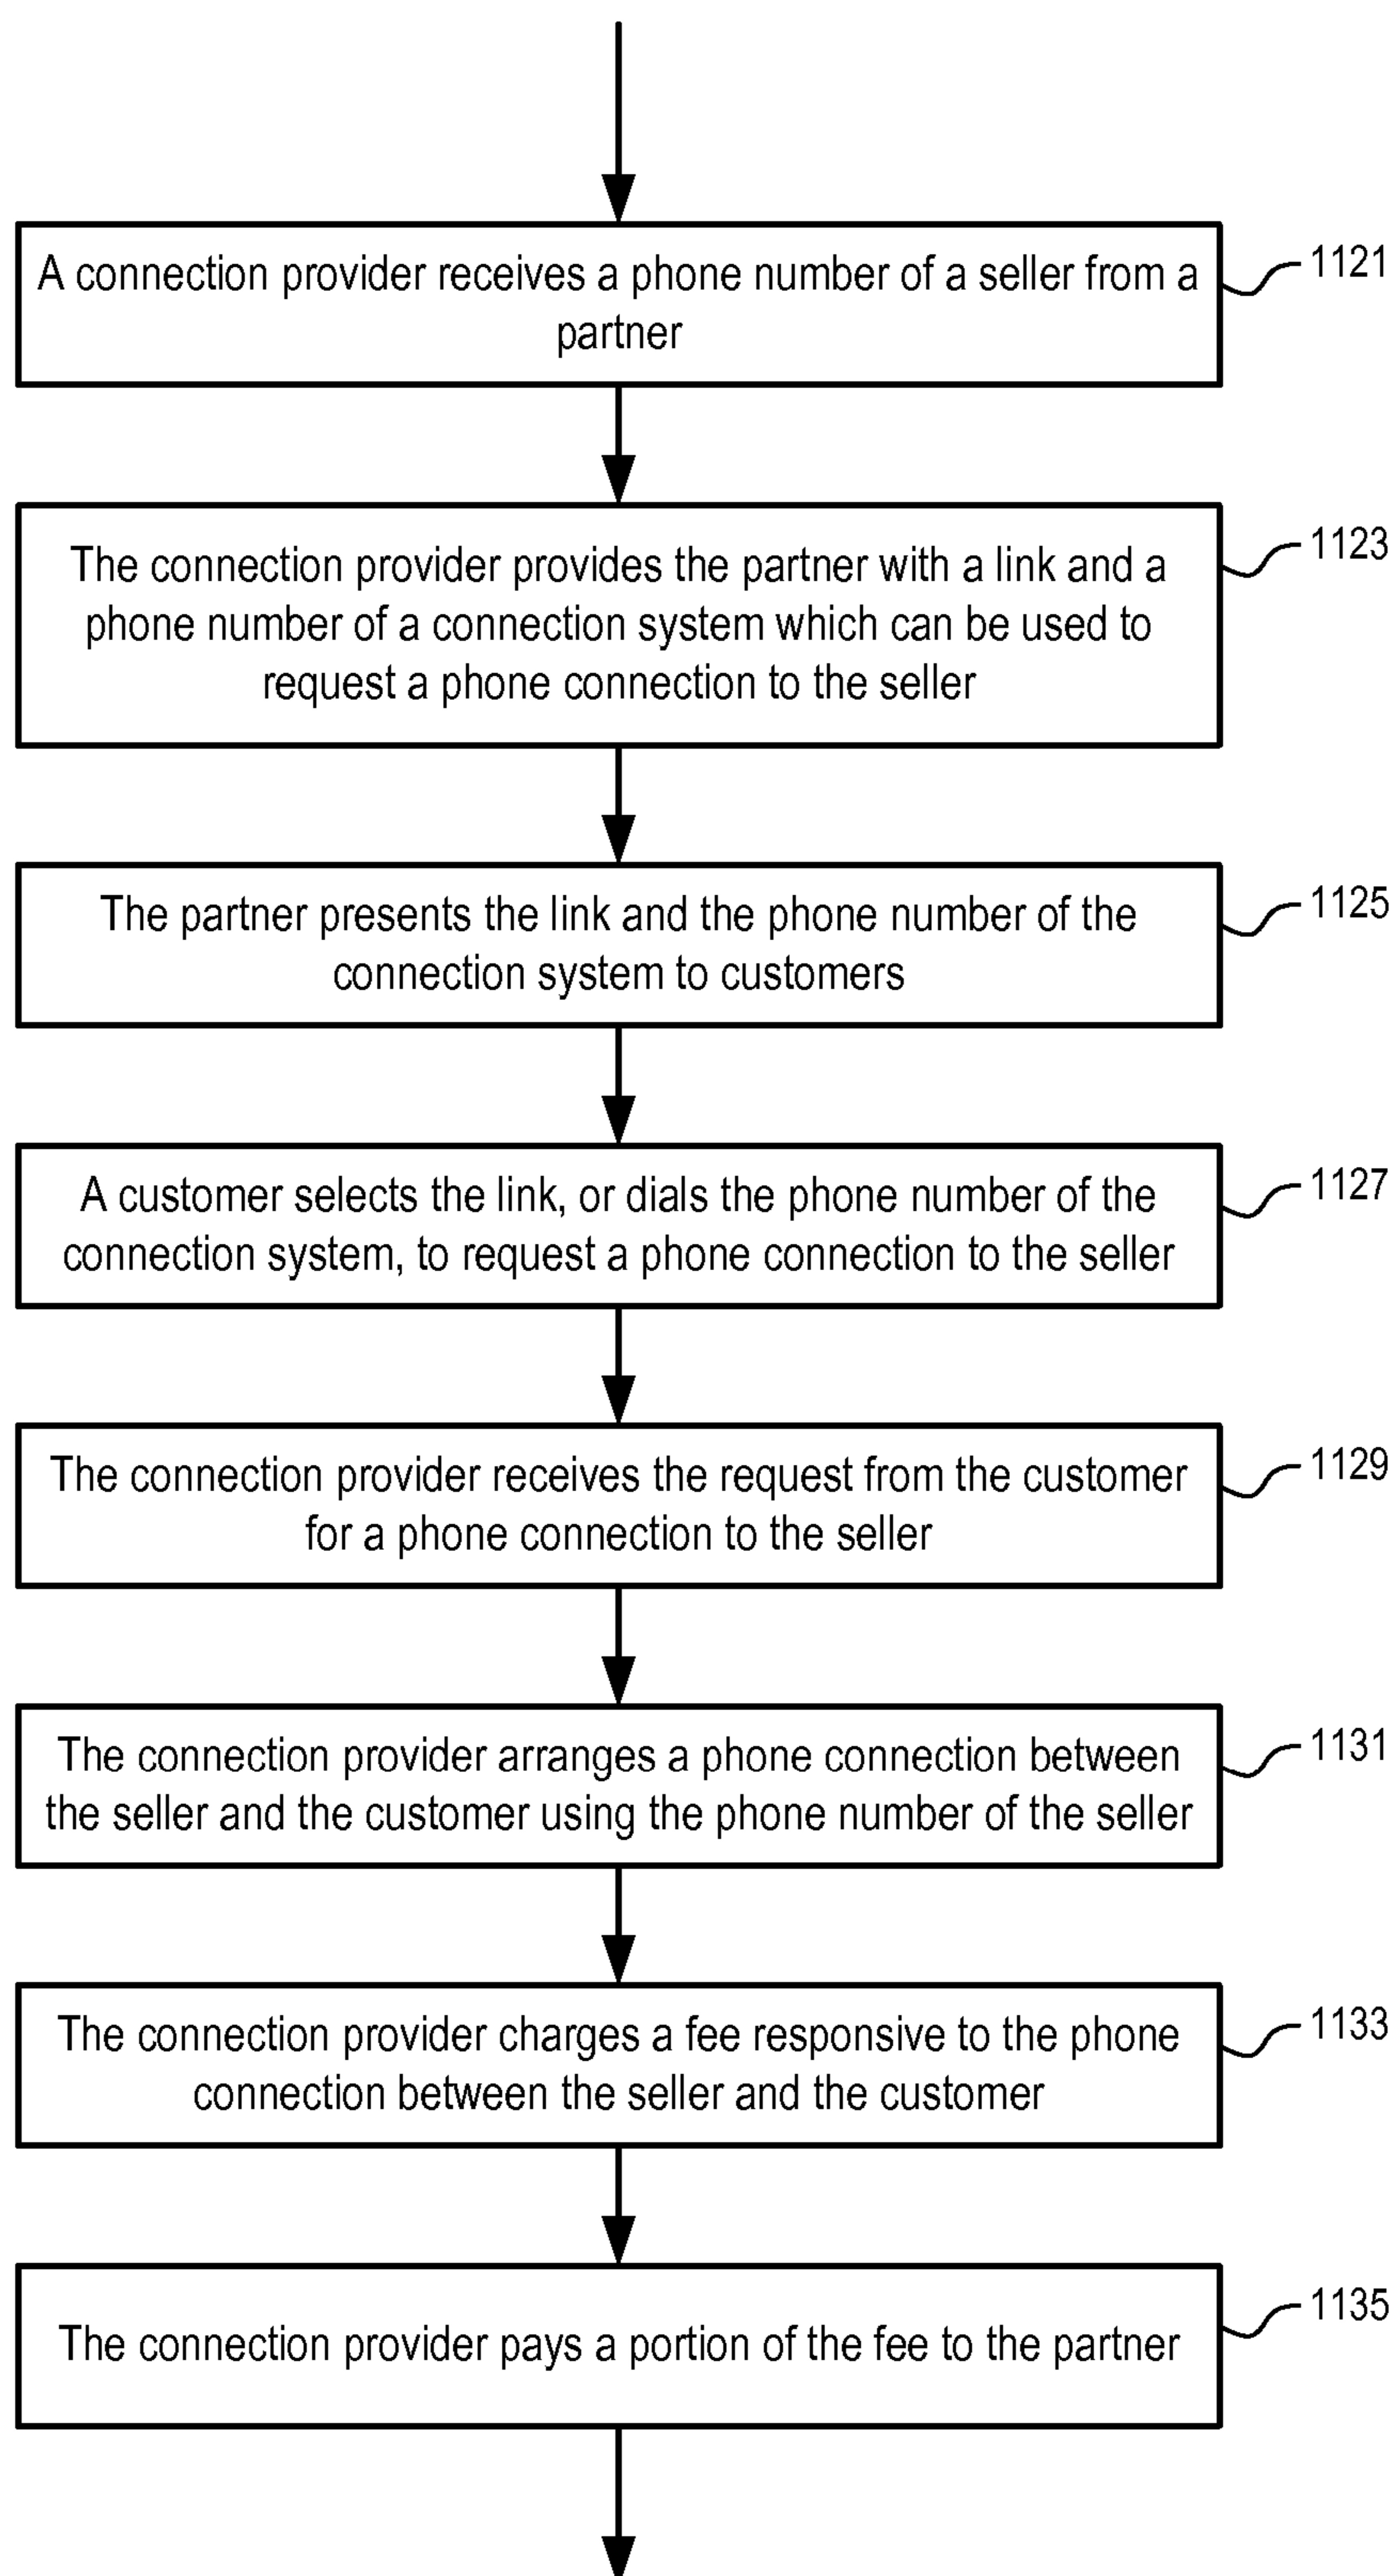 A connection provider receives a phone number of a seller from a
partner
1121
The connection provider provides the partner with a link and a
phone number of a connection system which can be used to
request a phone connection to the seller
1123
The partner presents the link and the phone number of the
connection system to customers
1125
A customer selects the link, or dials the phone number of the
connection system, to request a phone connection to the seller
1127
The connection provider receives the request from the customer
for a phone connection to the seller
1129
The connection provider arranges a phone connection between
the seller and the customer using the phone number of the seller
1131
The connection provider charges a fee responsive to the phone
connection between the seller and the customer
1133
The connection provider pays a portion of the fee to the partner
1135